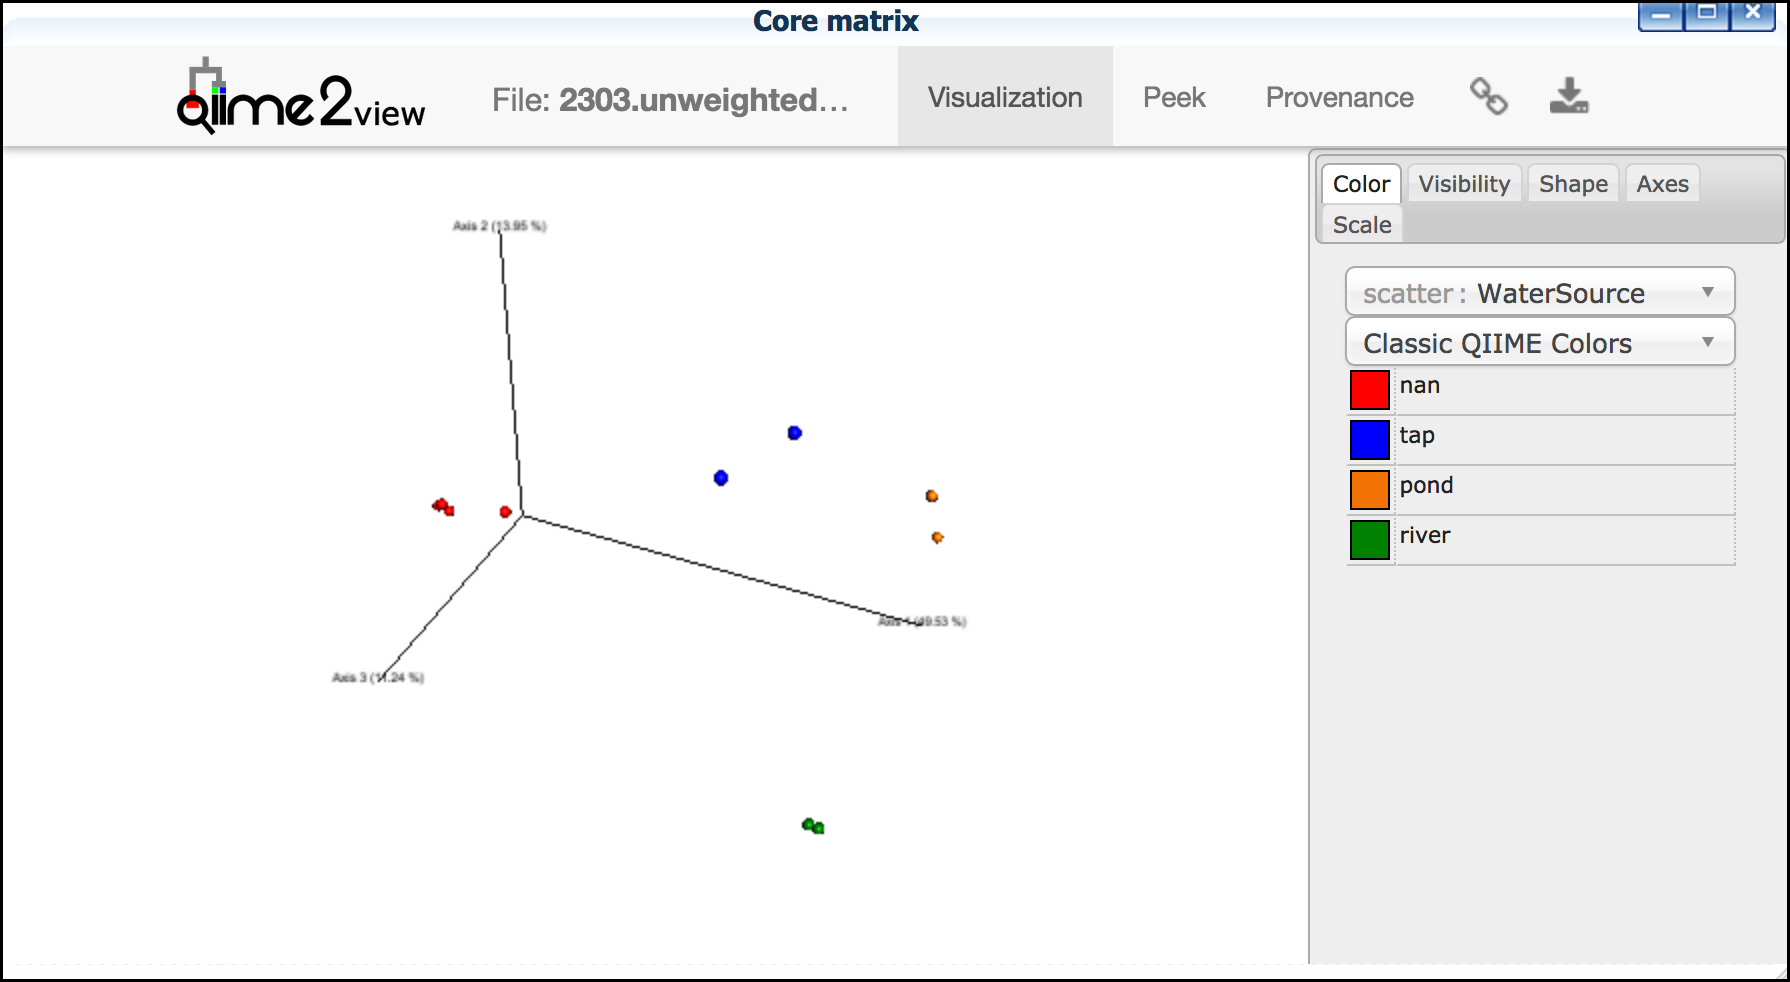 Core matrix
qiime2view
File: 2303.unweighted...
Visualization
Peek
Provenance
Color
Visibility
Shape
Axes
Scale
scatter: WaterSource
Classic QIIME Colors
nan
tap
pond
river
Axis 2 (13.95 %)
Axis 1 (49.53 %)
Axis 3 (11.24 %)